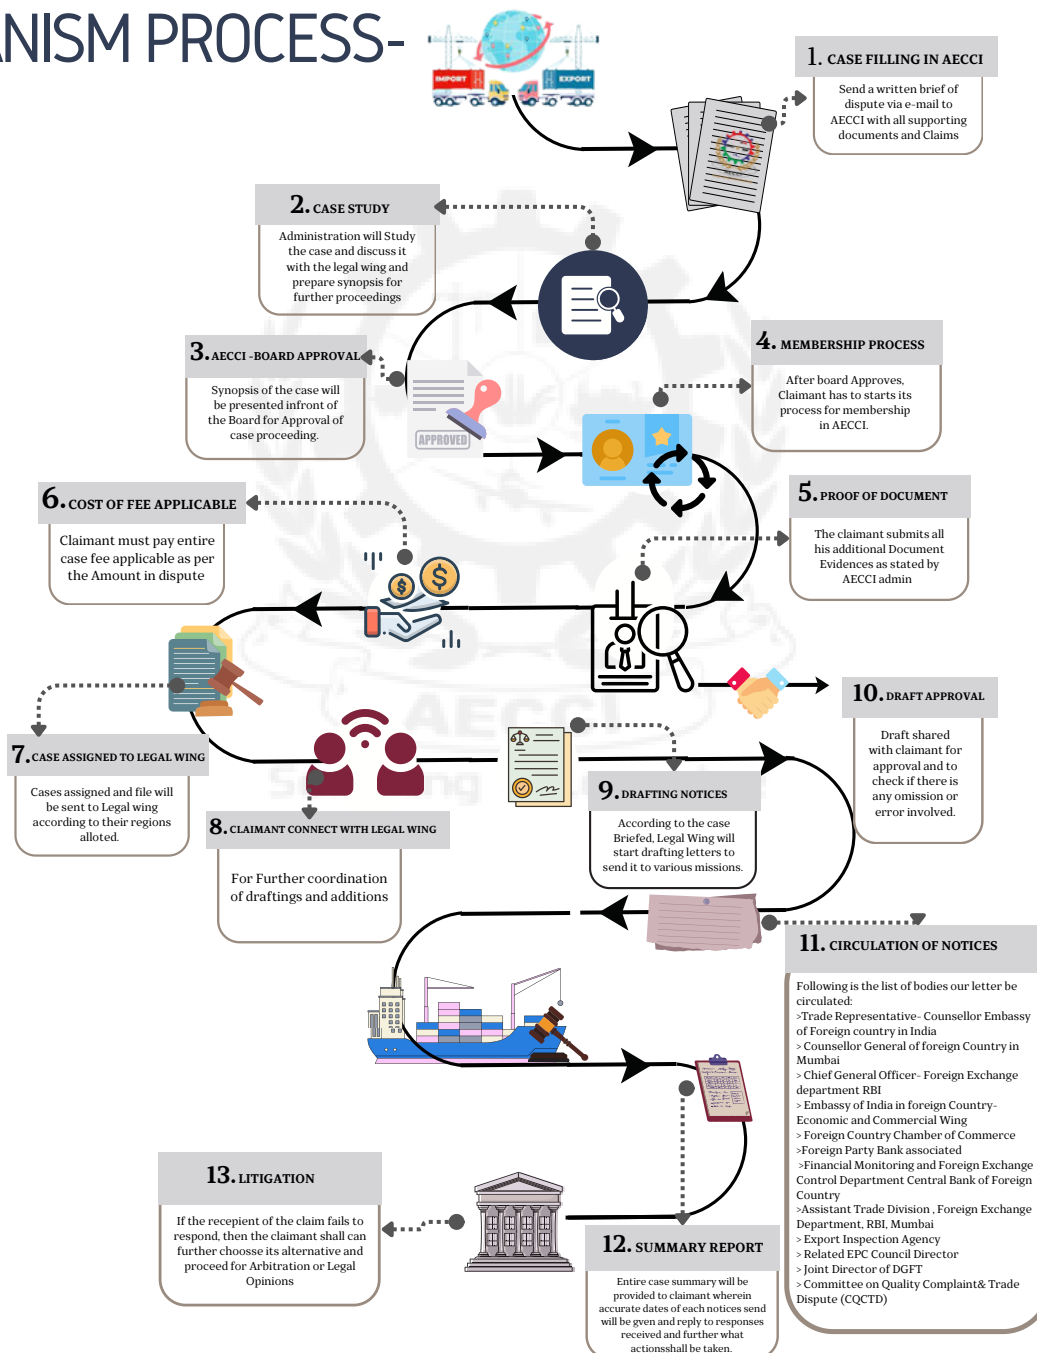 ANISM PROCESS-
IMPORT
EXPORT
1. CASE FILLING IN AECCI
Send a written brief of
dispute via e-mail to
AECCI with all supporting
documents and Claims
2. CASE STUDY
Administration will Study
the case and discuss it
with the legal wing and
prepare synopsis for
further proceedings
3. AECCI -BOARD APPROVAL
Synopsis of the case will
be presented infront of
the Board for Approval of
case proceeding.
APPROVED
4. MEMBERSHIP PROCESS
After board Approves,
Claimant has to starts its
process for membership
in AECCI.
5. PROOF OF DOCUMENT
The claimant submits all
his additional Document
Evidences as stated by
AECCI admin
6. COST OF FEE APPLICABLE
Claimant must pay entire
case fee applicable as per
the Amount in dispute
7. CASE ASSIGNED TO LEGAL WING
Cases assigned and file will
be sent to Legal wing
according to their regions
alloted.
AECCI
8. CLAIMANT CONNECT WITH LEGAL WING
For Further coordination
of draftings and additions
9. DRAFTING NOTICES
According to the case
Briefed, Legal Wing will
start drafting letters to
send it to various missions.
10. DRAFT APPROVAL
Draft shared
with claimant for
approval and to
check if there is
any omission or
error involved.
11. CIRCULATION OF NOTICES
Following is the list of bodies our letter be
circulated:
>Trade Representative- Counsellor Embassy
of Foreign country in India
> Counsellor General of foreign Country in
Mumbai
> Chief General Officer- Foreign Exchange
department RBI
> Embassy of India in foreign Country-
Economic and Commercial Wing
> Foreign Country Chamber of Commerce
>Foreign Party Bank associated
>Financial Monitoring and Foreign Exchange
Control Department Central Bank of Foreign
Country
>Assistant Trade Division , Foreign Exchange
Department, RBI, Mumbai
> Export Inspection Agency
> Related EPC Council Director
> Joint Director of DGFT
> Committee on Quality Complaint& Trade
Dispute (CQCTD)
12. SUMMARY REPORT
Entire case summary will be
provided to claimant wherein
accurate dates of each notices send
will be gven and reply to responses
received and further what
actionsshall be taken.
13. LITIGATION
If the recepient of the claim fails to
respond, then the claimant shall can
further choosse its alternative and
proceed for Arbitration or Legal
Opinions